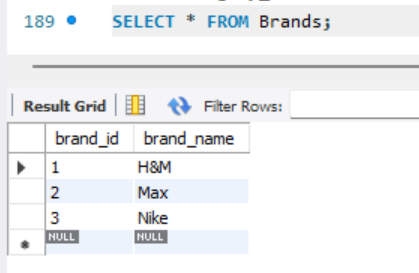 189 SELECT * FROM Brands;
Result Grid Filter Rows:
brand_id brand_name
1 H&M
2 Max
3 Nike
NULL NULL